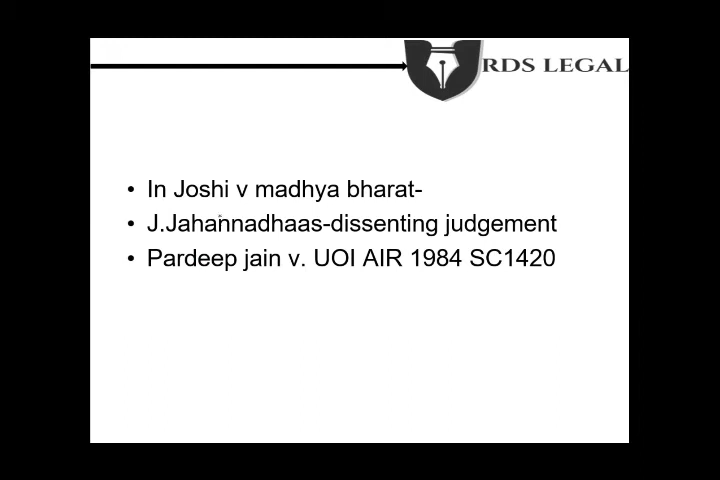 RDS LEGAL
• In Joshi v madhya bharat-
• J.Jahannadhaas-dissenting judgement
• Pardeep jain v. UOI AIR 1984 SC1420